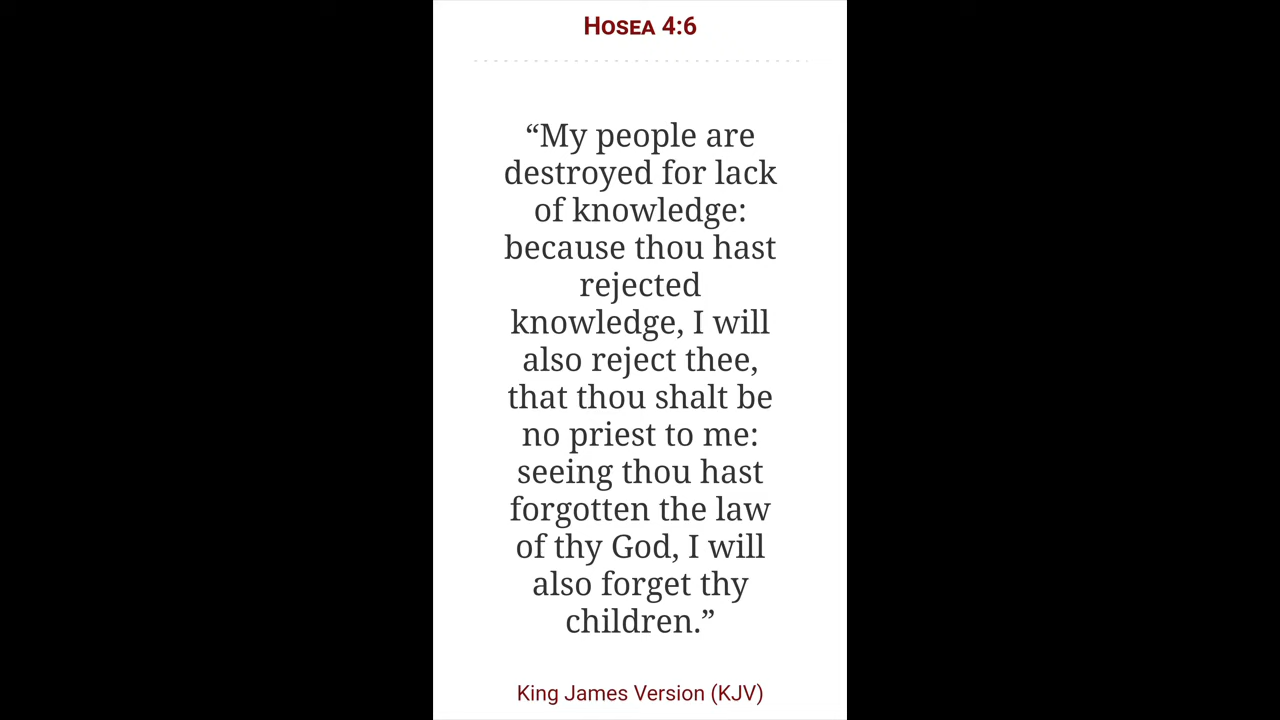 Hosea 4:6
“My people are
destroyed for lack
of knowledge:
because thou hast
rejected
knowledge, I will
also reject thee,
that thou shalt be
no priest to me:
seeing thou hast
forgotten the law
of thy God, I will
also forget thy
children.”
King James Version (KJV)